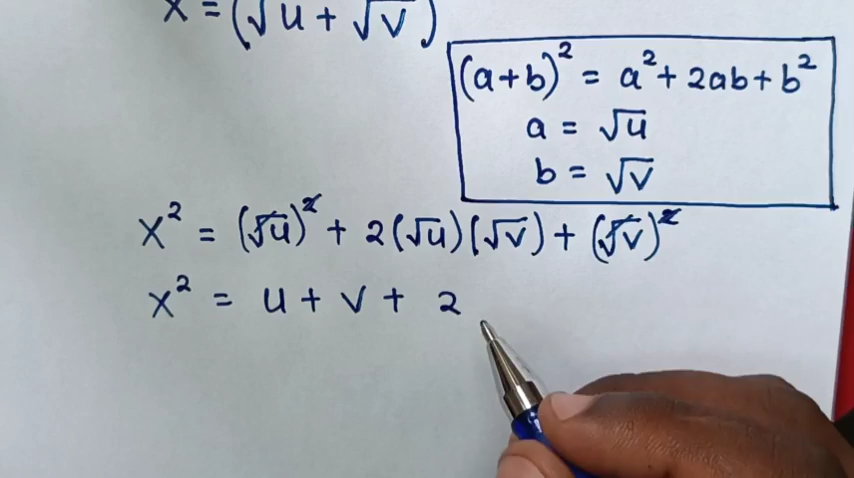 x = (√u + √v)
(a+b)² = a² + 2ab + b²
a = √u
b = √v
x² = (√u)² + 2(√u)(√v) + (√v)²
x² = u + v + 2